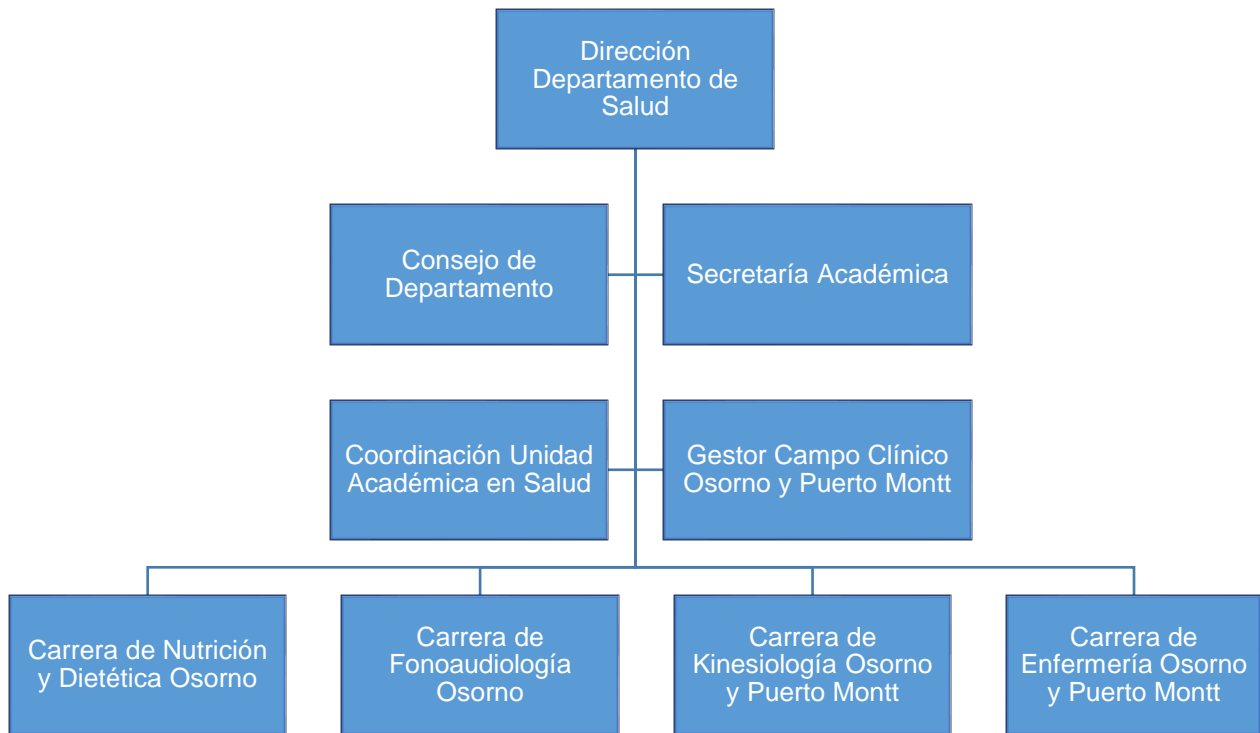 Dirección
Departamento de
Salud
Consejo de
Departamento
Secretaría Académica
Coordinación Unidad
Académica en Salud
Gestor Campo Clínico
Osorno y Puerto Montt
Carrera de Nutrición
y Dietética Osorno
Carrera de
Fonoaudiología
Osorno
Carrera de
Kinesiología Osorno
y Puerto Montt
Carrera de
Enfermería Osorno
y Puerto Montt